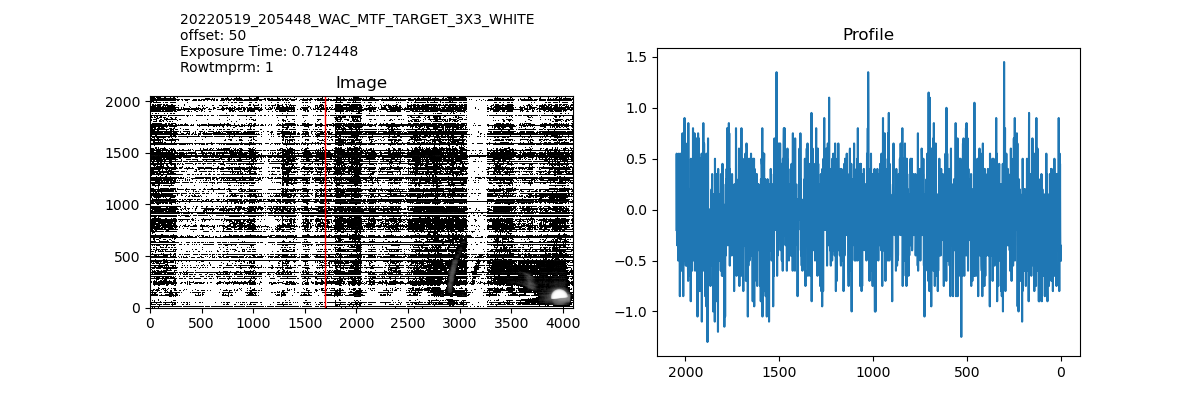 20220519_205448_WAC_MTF_TARGET_3X3_WHITE
offset: 50
Exposure Time: 0.712448
Rowtmprm: 1
Image
2000
1500
1000
500
0
0 500 1000 1500 2000 2500 3000 3500 4000
Profile
1.5
1.0
0.5
0.0
−0.5
−1.0
2000 1500 1000 500 0